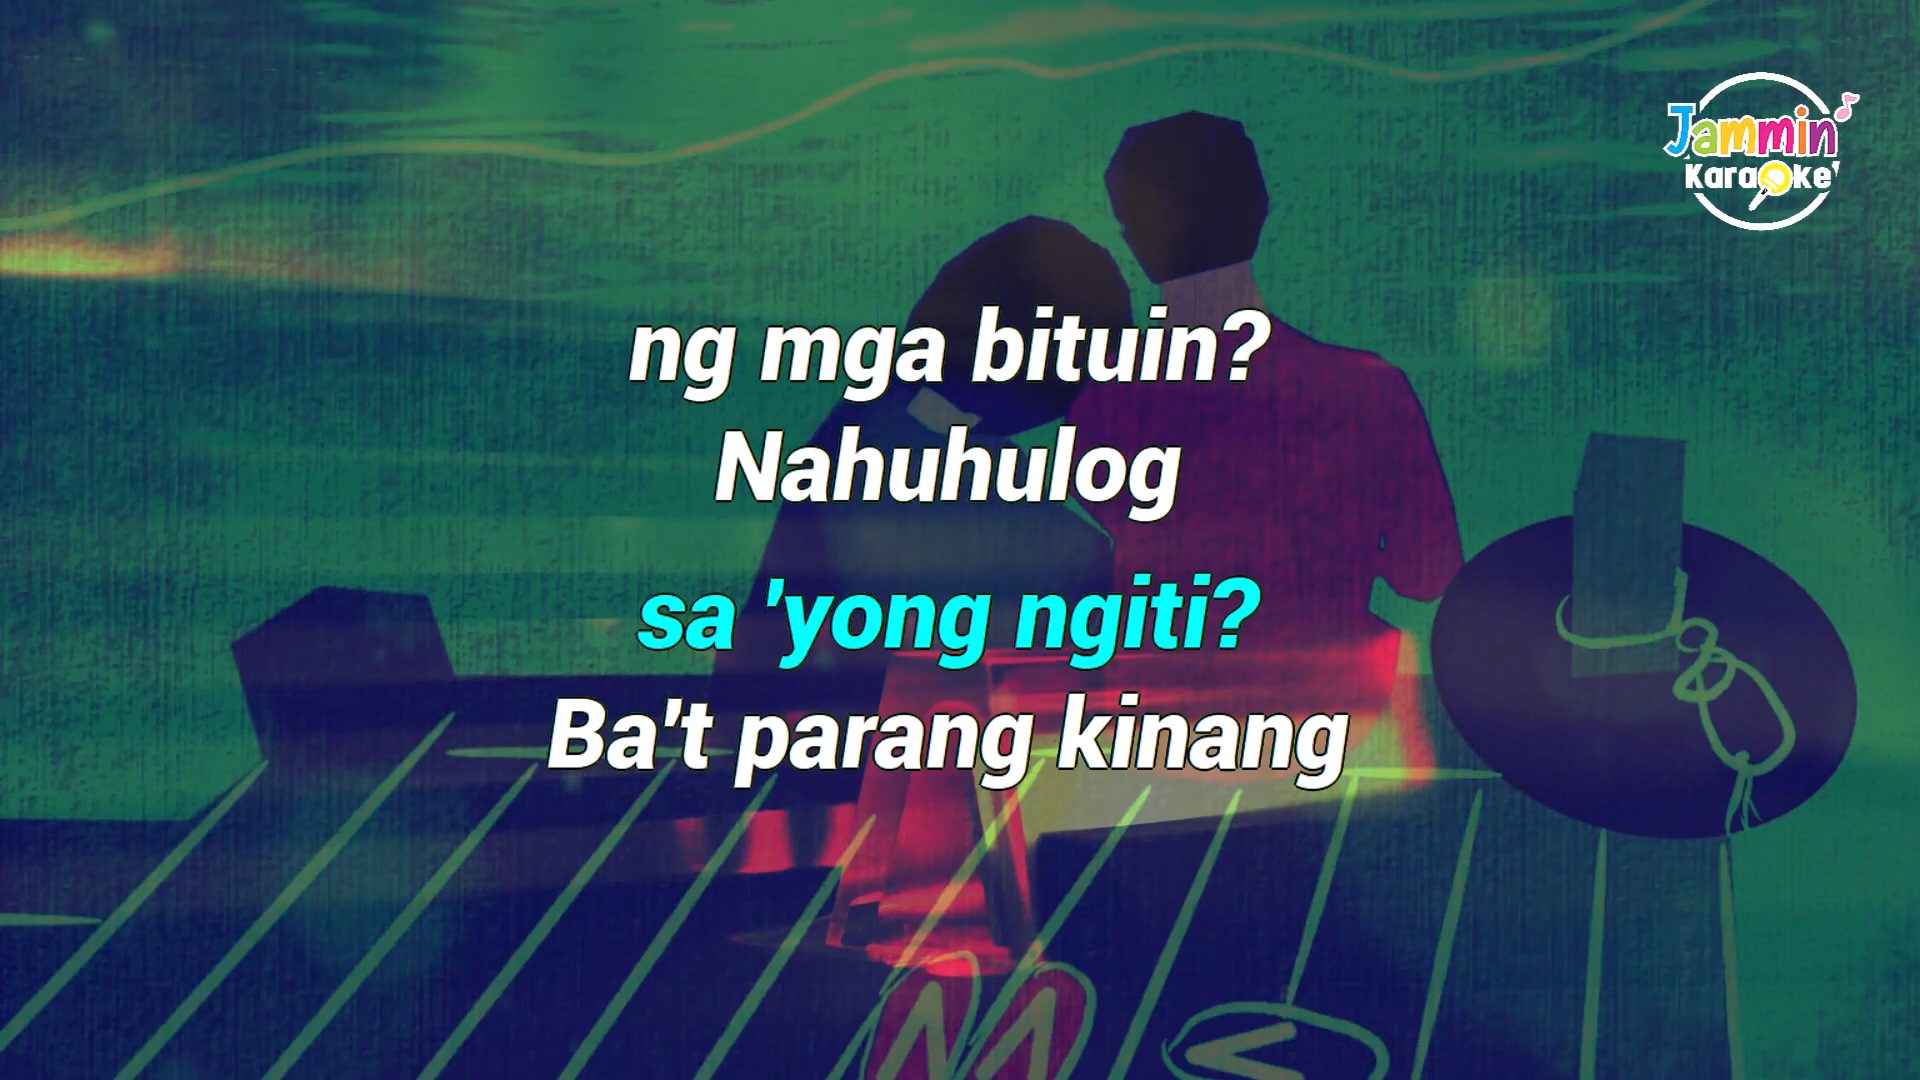 Jammin
Karaoke
ng mga bituin?
Nahuhulog
sa 'yong ngiti?
Ba't parang kinang